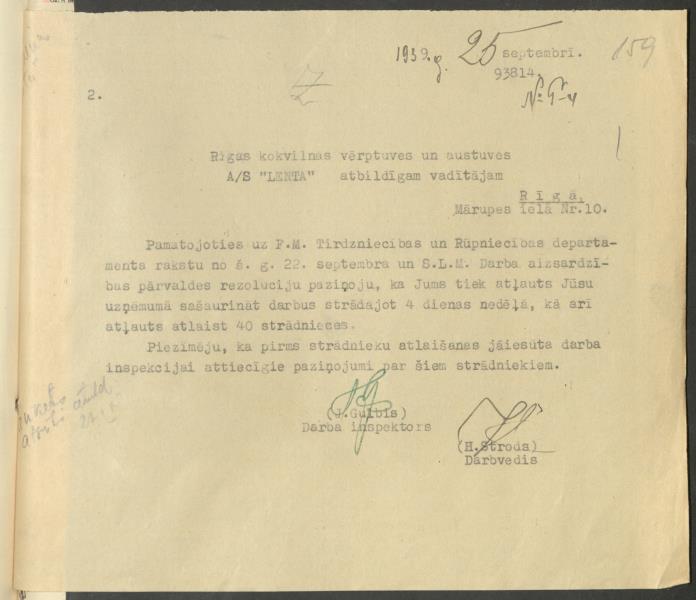 159
1939. g. 25 septembrī.
93814.
2.
Rīgas kokvilnas vērptuves un austuves
A/S "LENTA" atbildīgam vadītājam
R ī g ā,
Mārupes ielā Nr.10.
Pamatojoties uz F.M. Tirdzniecības un Rūpniecības departa-
menta rakstu no š. g. 22. septembra un S.L.M. Darba aizsardzī-
bas pārvaldes rezolūciju paziņoju, ka Jums tiek atļauts Jūsu
uzņēmumā sašaurināt darbus strādājot 4 dienas nedēļā, kā arī
atļauts atlaist 40 strādnieces.
Piezīmēju, ka pirms strādnieku atlaišanas jāiesūta darba
inspekcijai attiecīgie paziņojumi par šiem strādniekiem.
(J.Gulbis)
Darba inspektors
(H.Strods)
Darbvedis